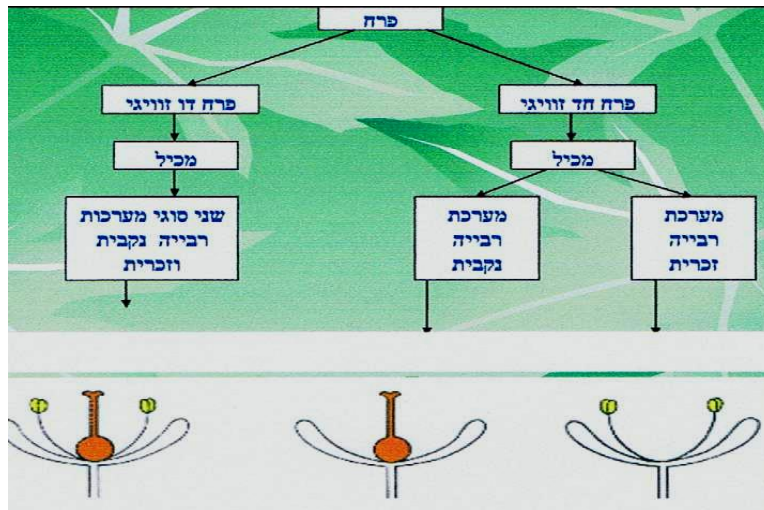 פרח
פרח חד זוויגי
פרח דו זוויגי
מכיל
מכיל
מערכת
רבייה
זכרית
מערכת
רבייה
נקבית
שני סוגי מערכות
רבייה נקבית
וזכרית